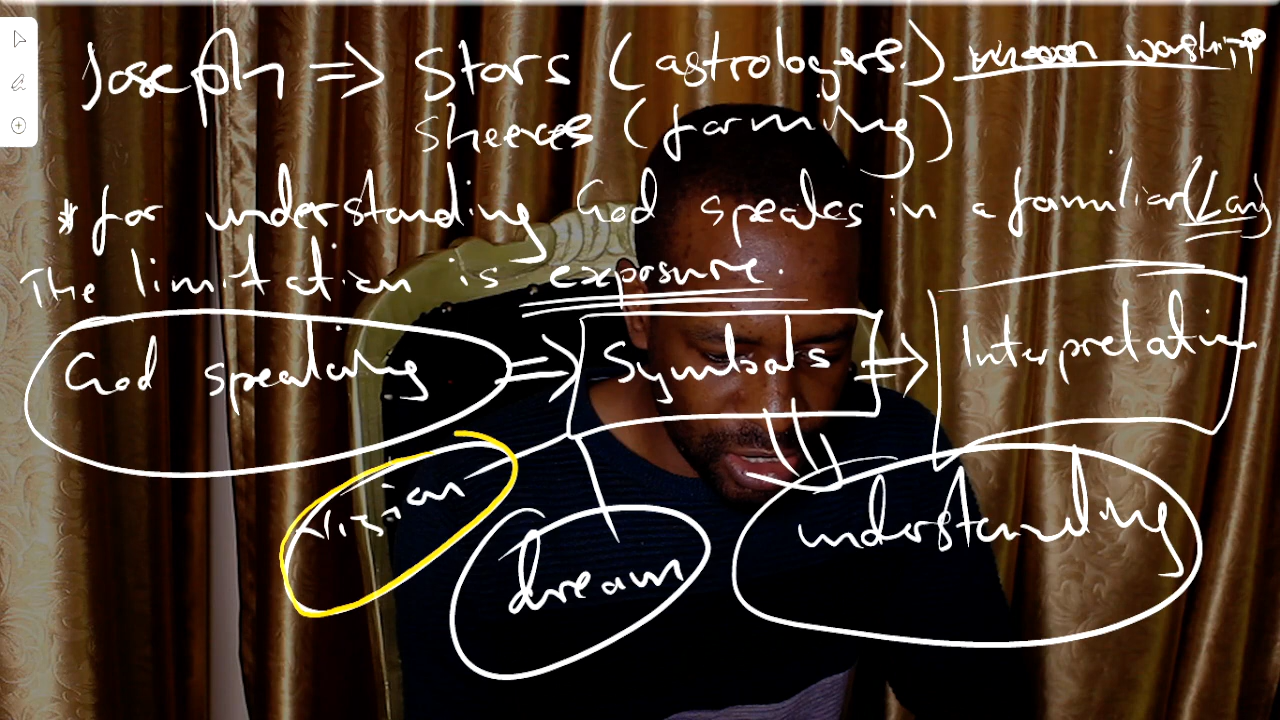 Joseph => Stars (astrologers.) moon worship
sheeves (farming)
* for understanding God speaks in a familiar (Lang
The limitation is exposure.
God speaking => Symbols => Interpretation
Vision
dream
understanding